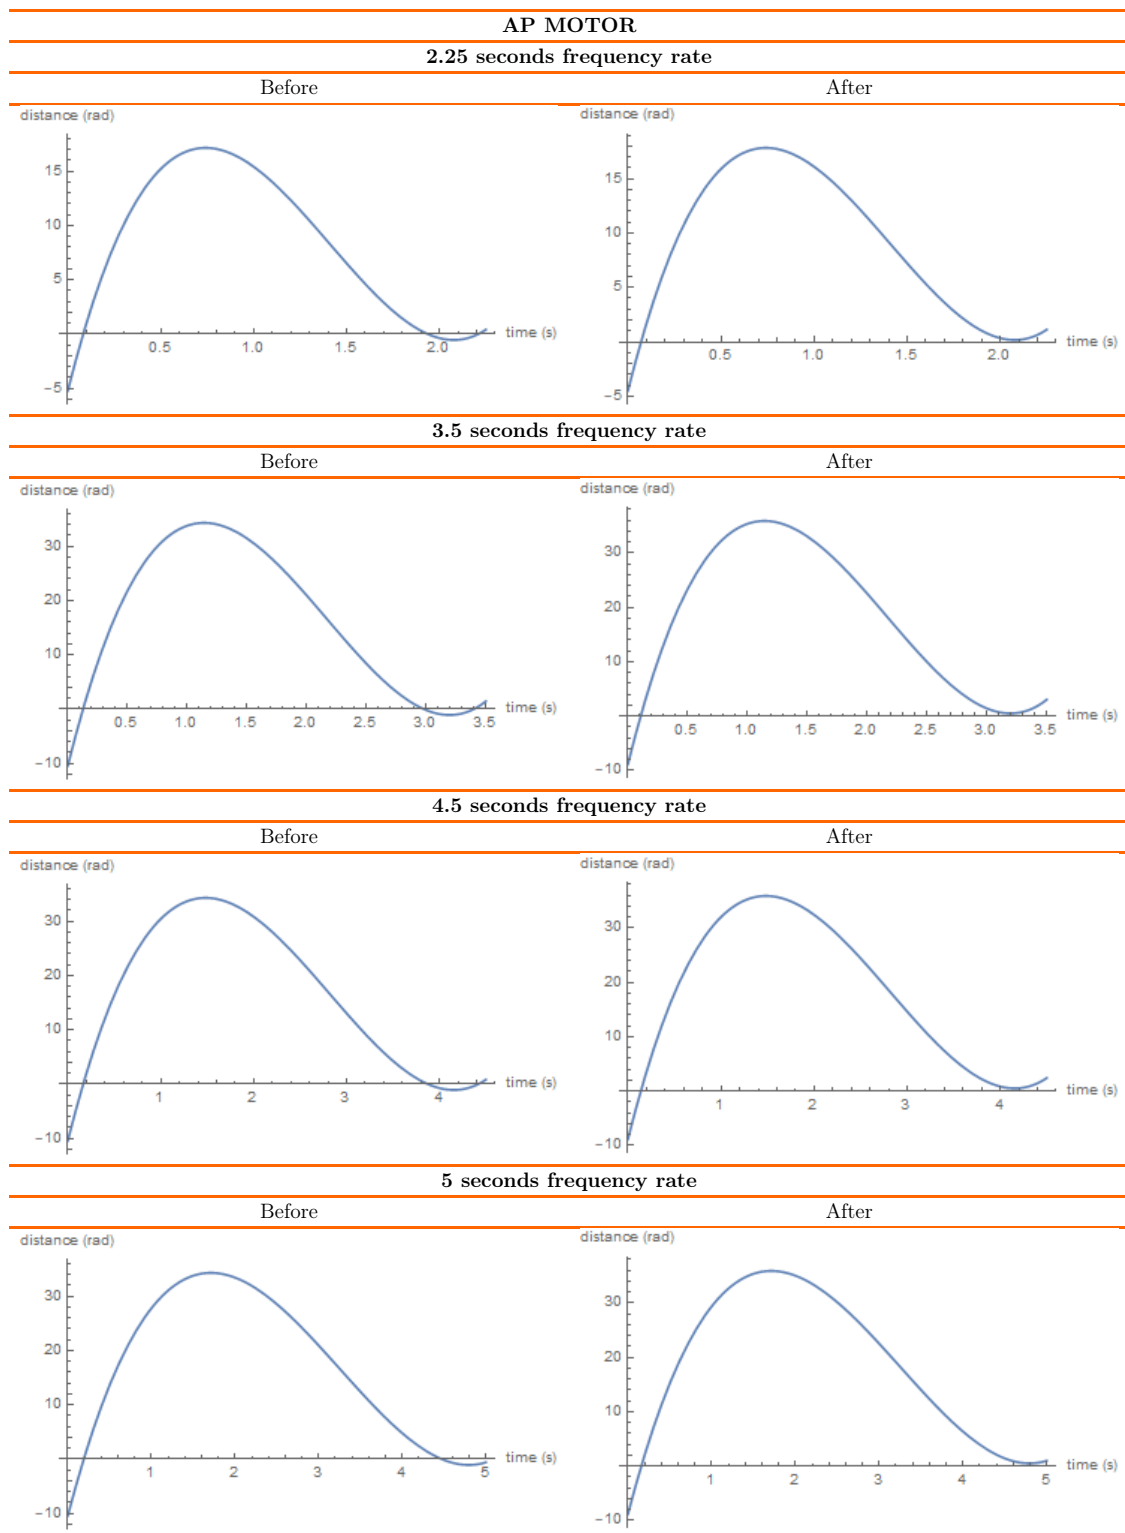 AP MOTOR
2.25 seconds frequency rate
Before After
distance (rad) distance (rad)
15 15
10 10
5 5
time (s) time (s)
0.5 1.0 1.5 2.0 0.5 1.0 1.5 2.0
−5 −5
3.5 seconds frequency rate
Before After
distance (rad) distance (rad)
30 30
20 20
10 10
time (s) time (s)
0.5 1.0 1.5 2.0 2.5 3.0 3.5 0.5 1.0 1.5 2.0 2.5 3.0 3.5
−10 −10
4.5 seconds frequency rate
Before After
distance (rad) distance (rad)
30 30
20 20
10 10
time (s) time (s)
1 2 3 4 1 2 3 4
−10 −10
5 seconds frequency rate
Before After
distance (rad) distance (rad)
30 30
20 20
10 10
time (s) time (s)
1 2 3 4 5 1 2 3 4 5
−10 −10